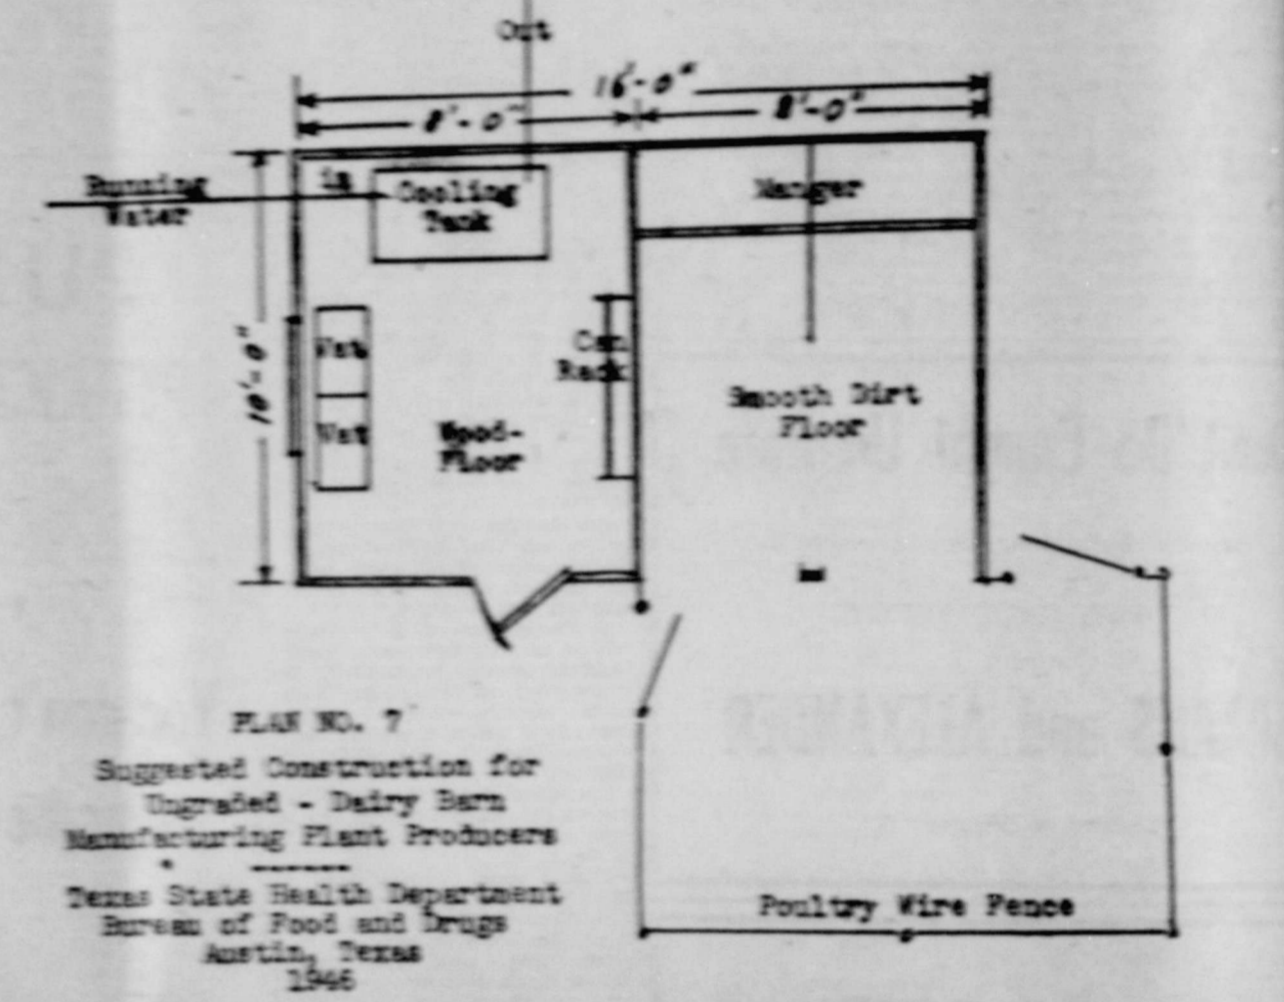 Out
16'-0"
8'-0"
8'-0"
Running
Water
in
Cooling
Tank
Manger
10'-0"
Vat
Vat
Can
Rack
Wood-
Floor
Smooth Dirt
Floor
PLAN NO. 7
Suggested Construction for
Ungraded - Dairy Barn
Manufacturing Plant Producers
Texas State Health Department
Bureau of Food and Drugs
Austin, Texas
1946
Poultry Wire Fence